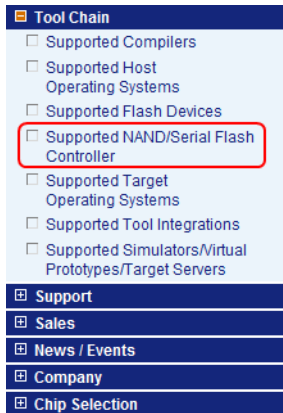 Tool Chain
Supported Compilers
Supported Host
Operating Systems
Supported Flash Devices
Supported NAND/Serial Flash
Controller
Supported Target
Operating Systems
Supported Tool Integrations
Supported Simulators/Virtual
Prototypes/Target Servers
Support
Sales
News / Events
Company
Chip Selection